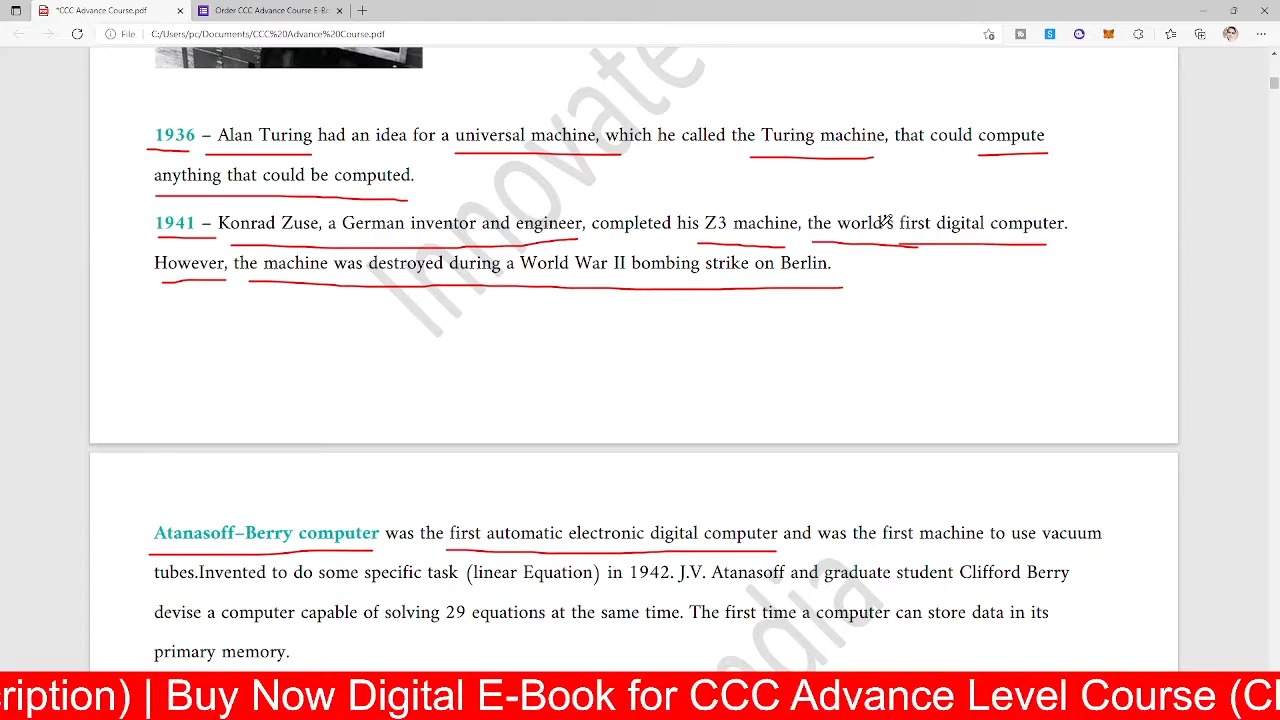 *CCC Advance Course.pdf
Order CCC Advance Course E-Bo
File
C:/Users/pc/Documents/CCC%20Advance%20Course.pdf
1936 – Alan Turing had an idea for a universal machine, which he called the Turing machine, that could compute
anything that could be computed.
1941 – Konrad Zuse, a German inventor and engineer, completed his Z3 machine, the world's first digital computer.
However, the machine was destroyed during a World War II bombing strike on Berlin.
Innovate
Atanasoff–Berry computer was the first automatic electronic digital computer and was the first machine to use vacuum
tubes.Invented to do some specific task (linear Equation) in 1942. J.V. Atanasoff and graduate student Clifford Berry
devise a computer capable of solving 29 equations at the same time. The first time a computer can store data in its
primary memory.
ndia
cription) | Buy Now Digital E-Book for CCC Advance Level Course (Cl